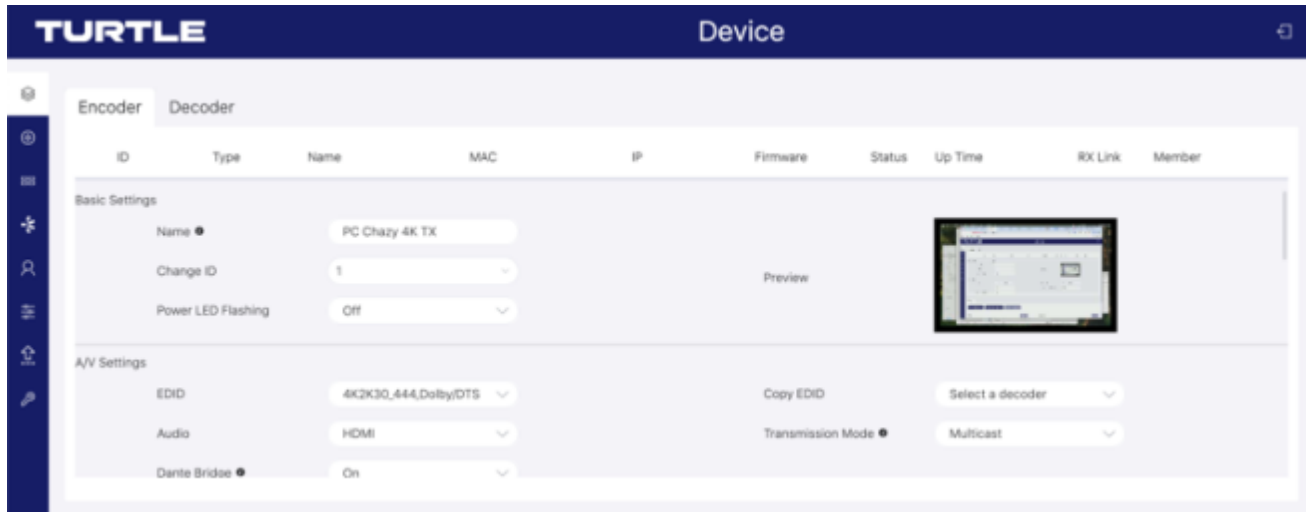 TURTLE Device
Encoder Decoder
ID Type Name MAC IP Firmware Status Up Time RX Link Member
Basic Settings
Name PC Chazy 4K TX
Change ID 1
Preview
Power LED Flashing Off
A/V Settings
EDID 4K2K30_444,Dolby/DTS Copy EDID Select a decoder
Audio HDMI Transmission Mode Multicast
Dante Bridge On